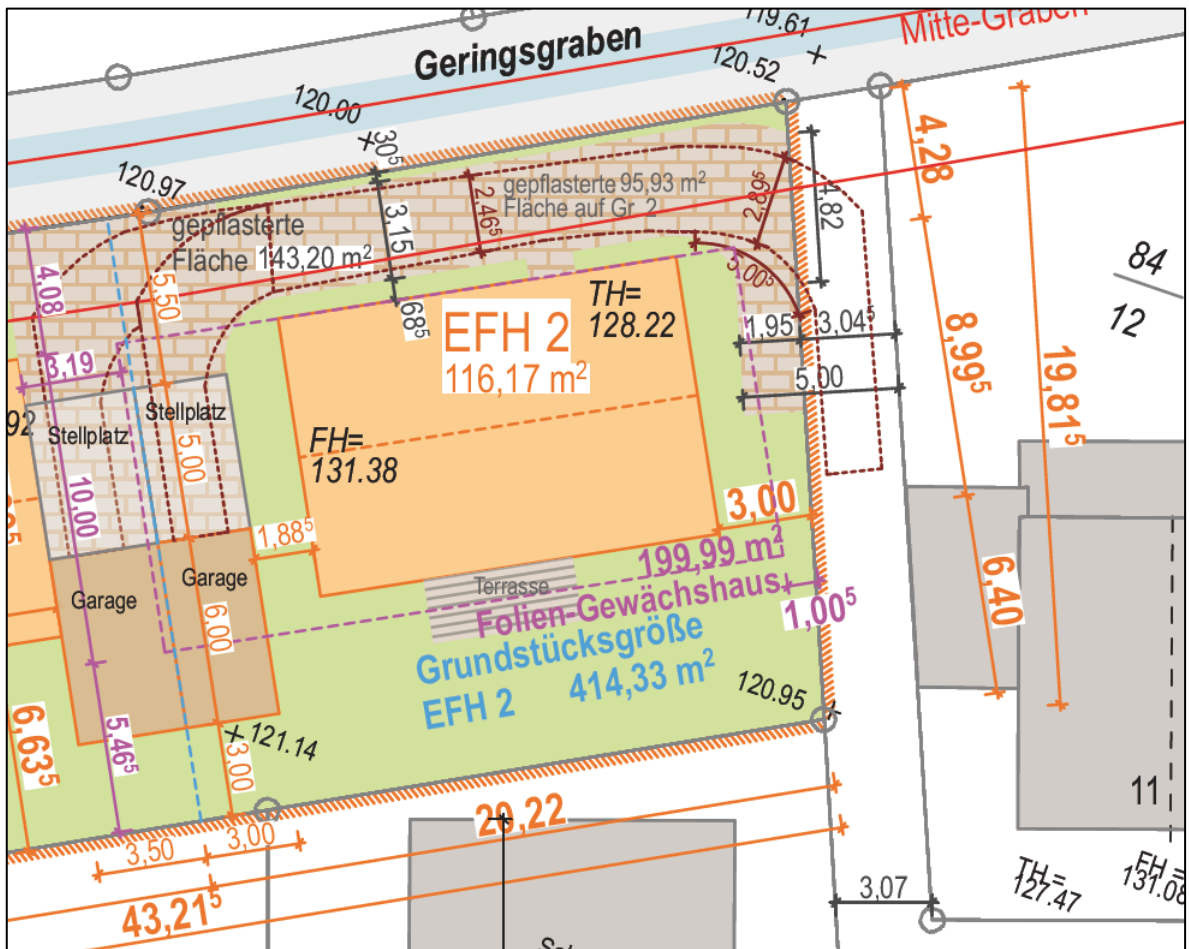 119.61
Mitte-Graben
Geringsgraben
120.52
120.00
30⁵
120.97
4,28
gepflasterte 95,93 m²
Fläche auf Gr. 2
2,46⁵
2,89⁵
4,82
gepflasterte
Fläche 143,20 m²
3,15
84
12
4,08
5,50
5,00⁵
TH=
128.22
68⁵
EFH 2
116,17 m²
1,95
3,04⁵
8,99⁵
3,19
5,00
19,81⁵
Stellplatz
Stellplatz
92
FH=
131.38
5,00
10,00
3,00
1,88⁵
199,99 m²
Folien-Gewächshaus
1,00⁵
Terrasse
6,40
Garage
Garage
6,00
Grundstücksgröße
EFH 2 414,33 m²
120.95
6,63⁵
5,46⁵
121.14
3,00
11
20,22
3,50
3,00
43,21⁵
3,07
TH=
127.47
FH =
131.08